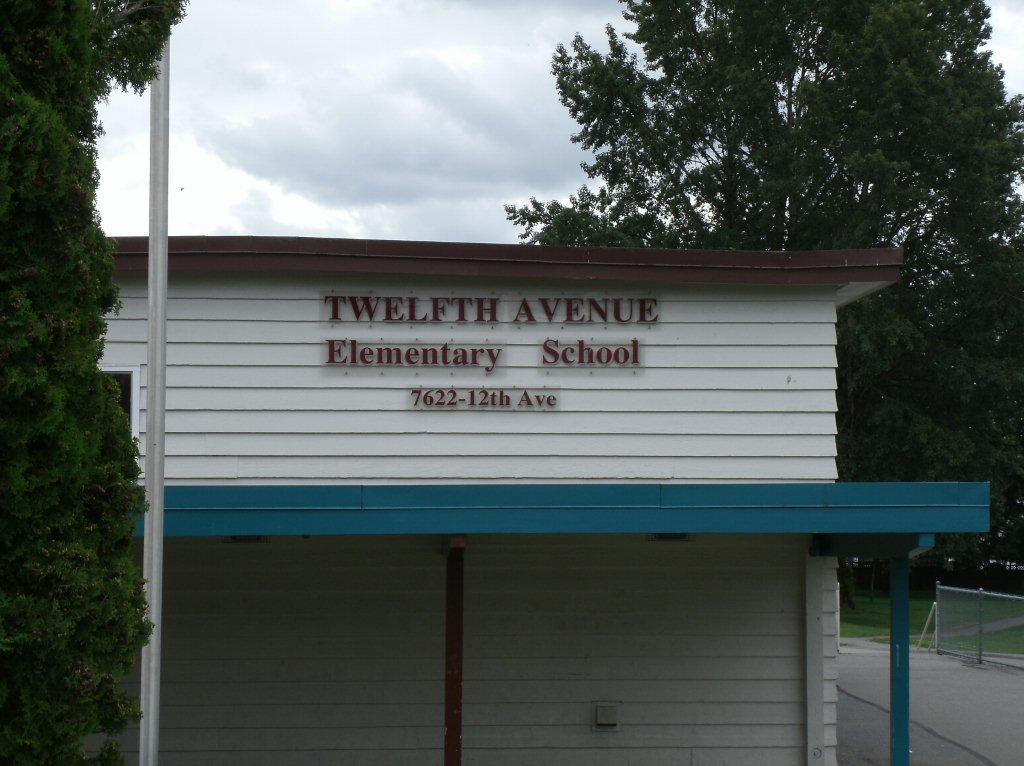 TWELFTH AVENUE
Elementary School
7622-12th Ave